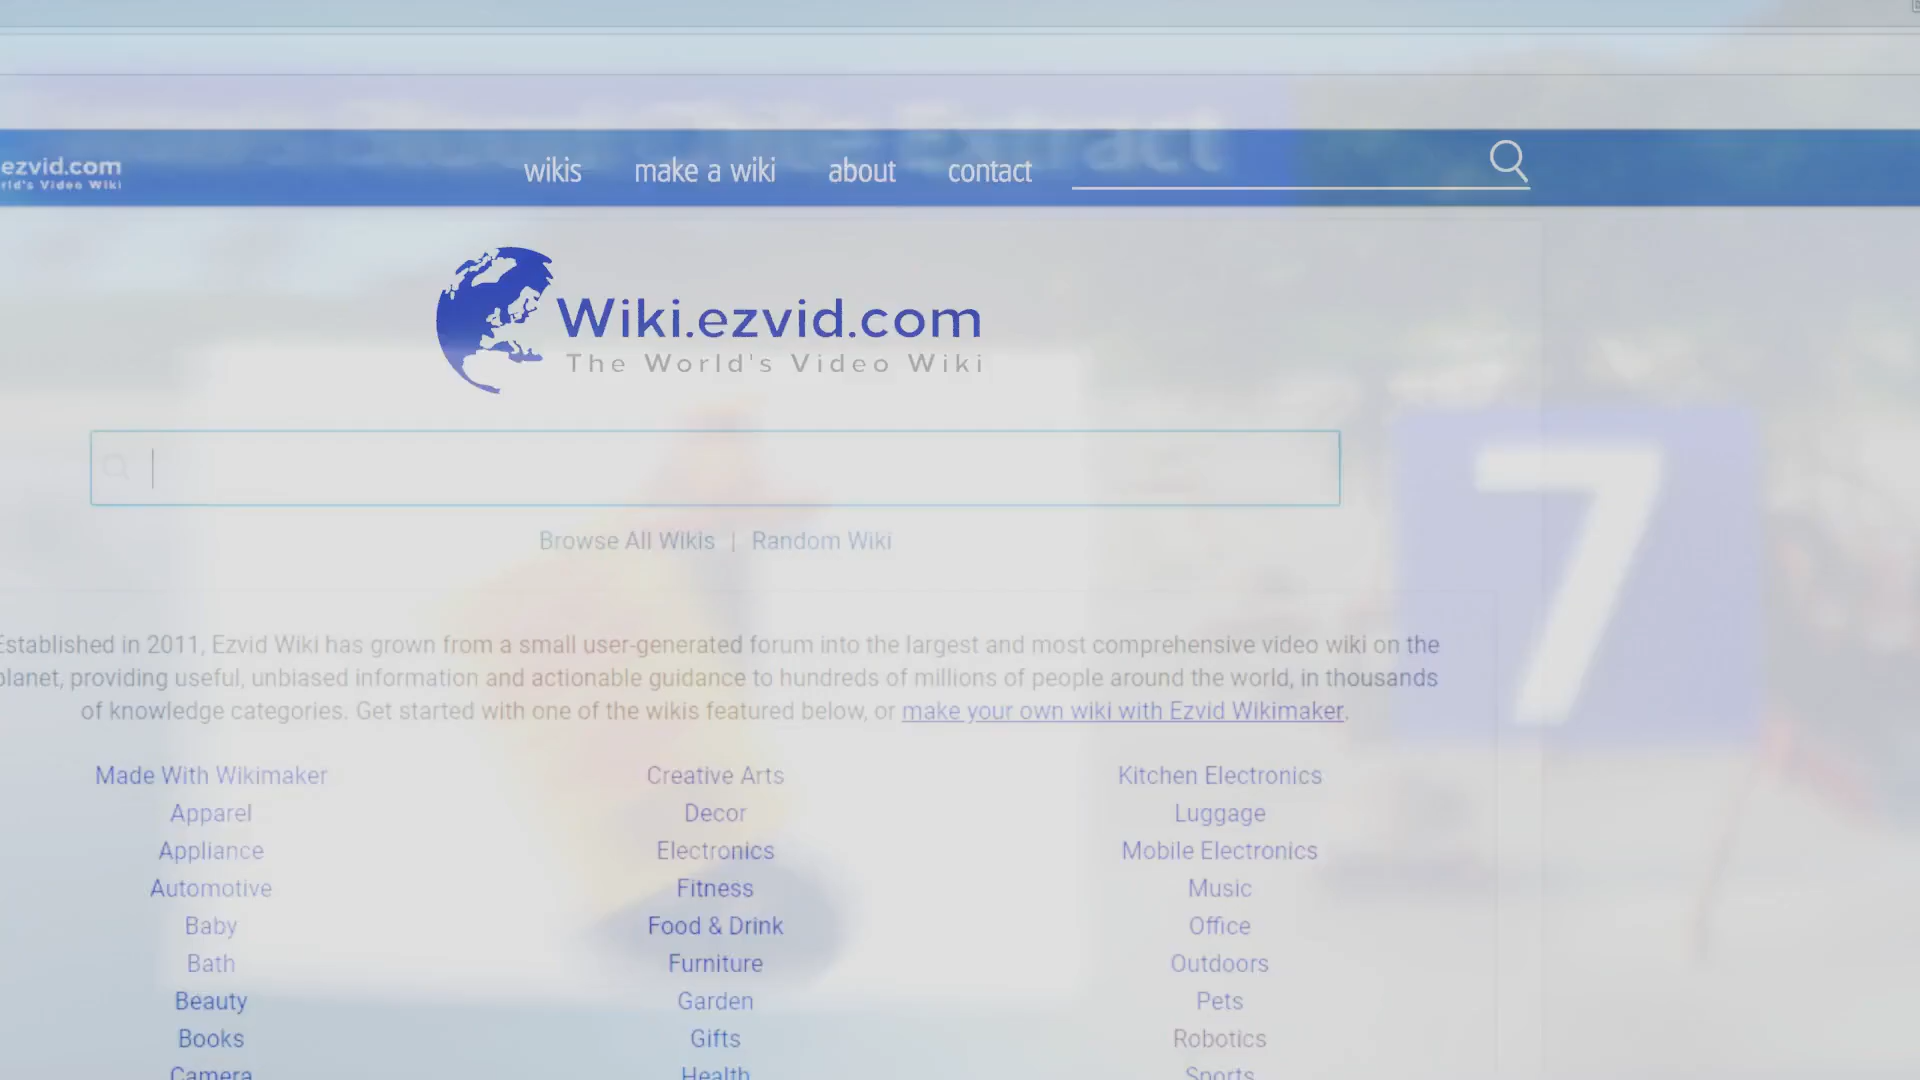 Extract
ezvid.com
wikis make a wiki about contact
rld's Video Wiki
Wiki.ezvid.com
The World's Video Wiki
Browse All Wikis | Random Wiki
7
Established in 2011, Ezvid Wiki has grown from a small user-generated forum into the largest and most comprehensive video wiki on the
planet, providing useful, unbiased information and actionable guidance to hundreds of millions of people around the world, in thousands
of knowledge categories. Get started with one of the wikis featured below, or make your own wiki with Ezvid Wikimaker.
Made With Wikimaker Creative Arts Kitchen Electronics
Apparel Decor Luggage
Appliance Electronics Mobile Electronics
Automotive Fitness Music
Baby Food & Drink Office
Bath Furniture Outdoors
Beauty Garden Pets
Books Gifts Robotics
Camera Health Sports